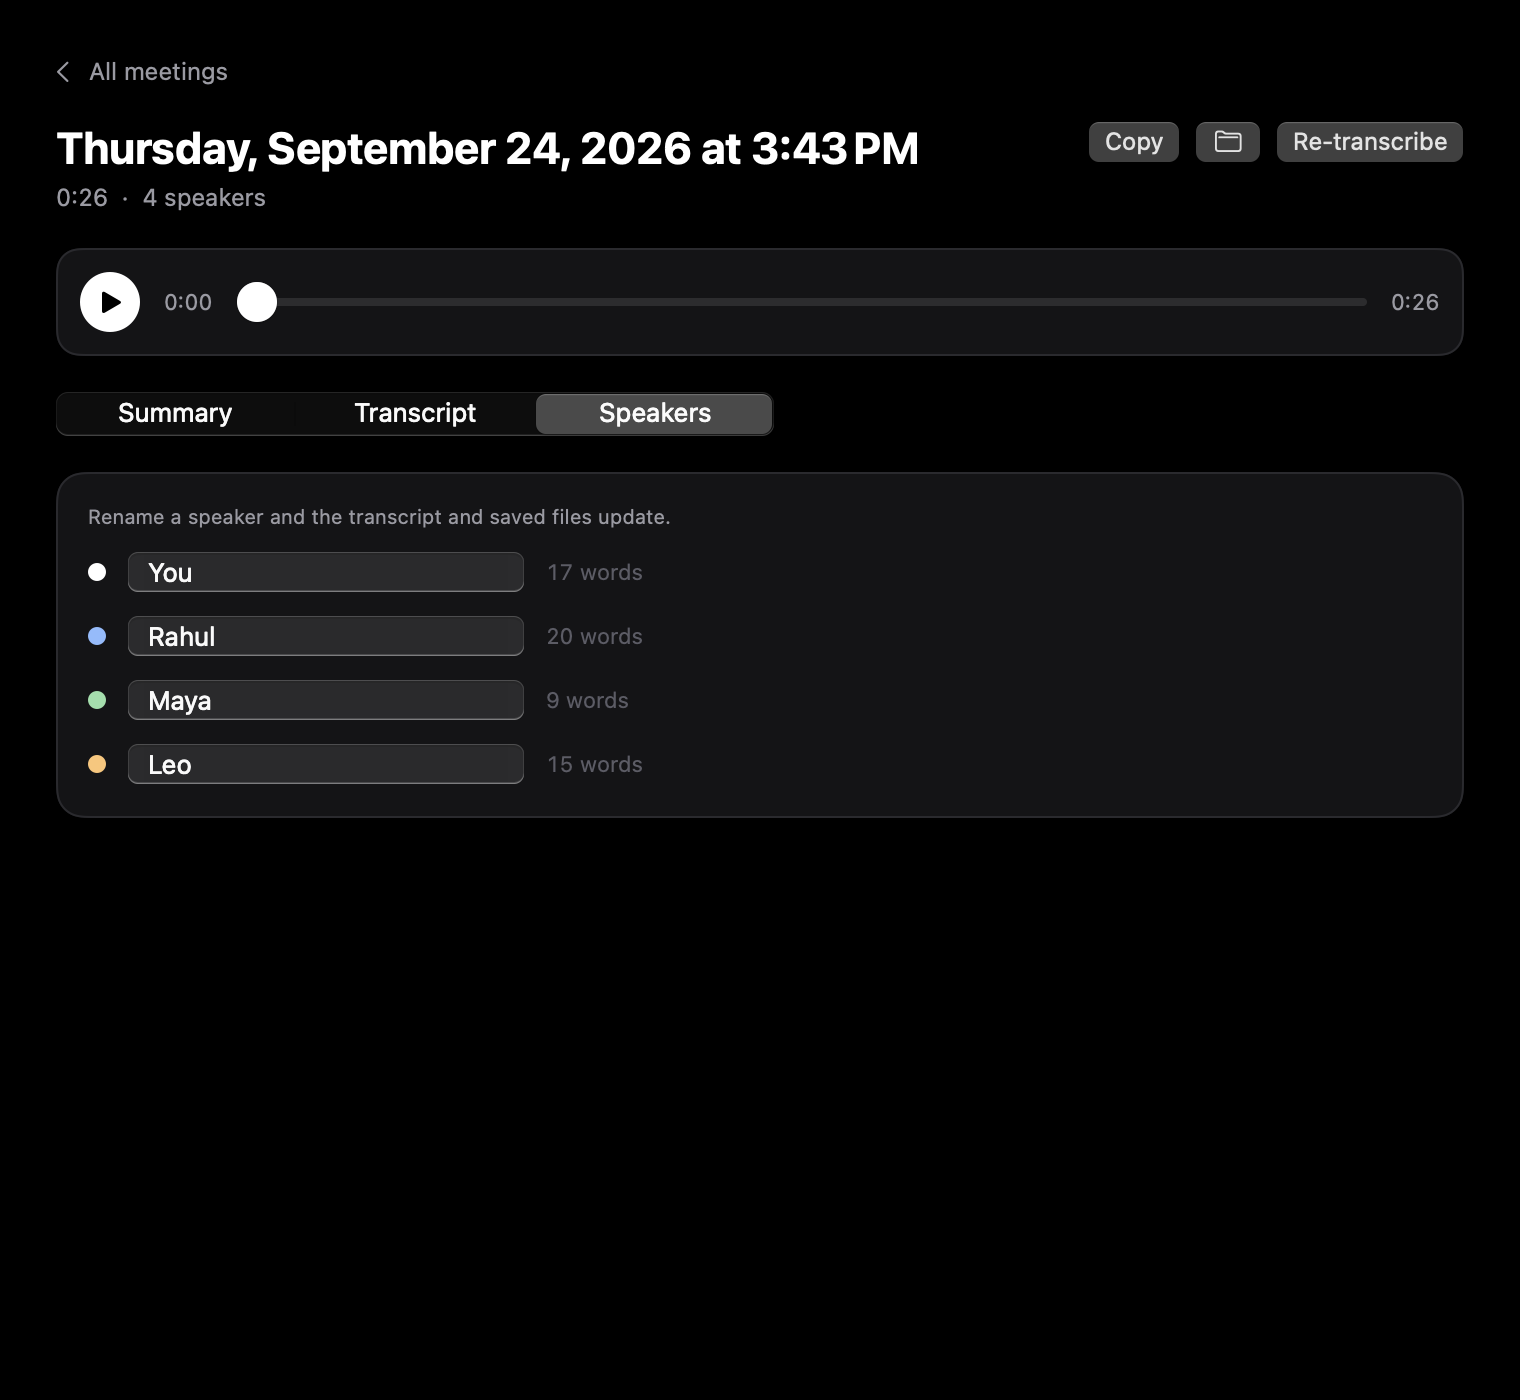 All meetings
Thursday, September 24, 2026 at 3:43 PM
Copy
Re-transcribe
0:26 · 4 speakers
0:00
0:26
Summary
Transcript
Speakers
Rename a speaker and the transcript and saved files update.
You 17 words
Rahul 20 words
Maya 9 words
Leo 15 words